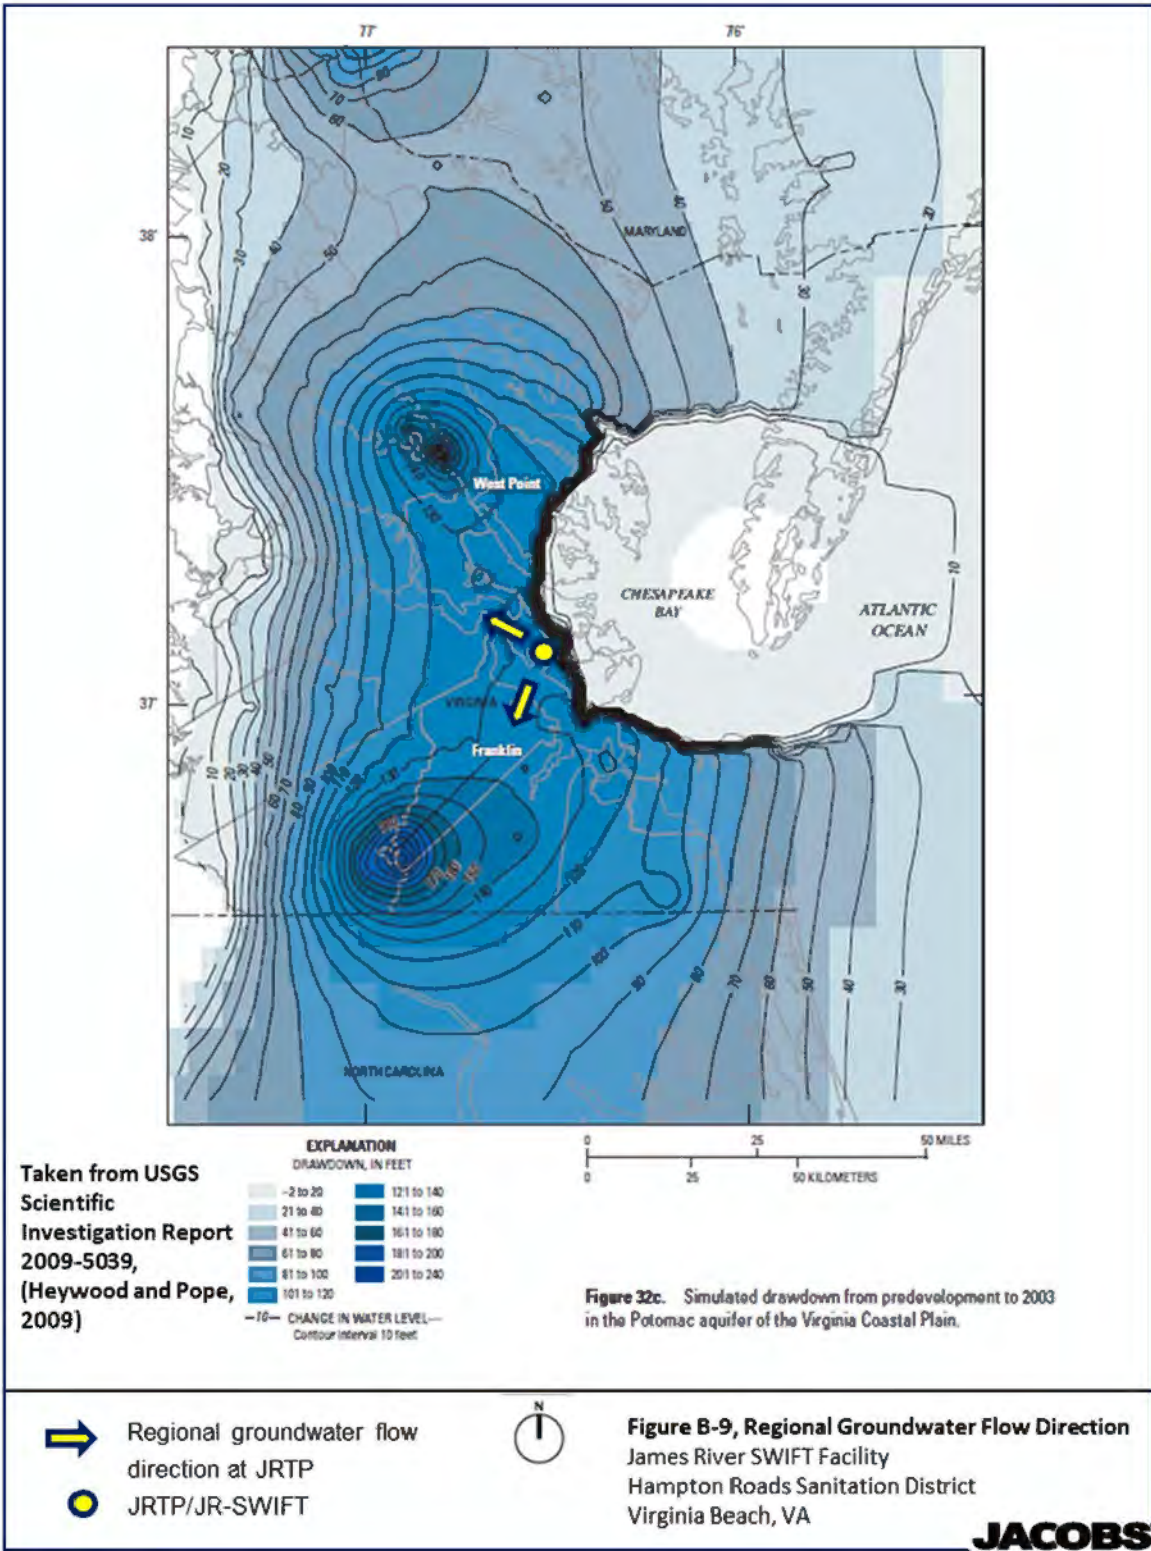 77°
76°
38°
MARYLAND
West Point
CHESAPEAKE
BAY
ATLANTIC
OCEAN
37°
VIRGINIA
Franklin
NORTH CAROLINA
EXPLANATION
DRAWDOWN, IN FEET
-2 to 20
21 to 40
41 to 60
61 to 80
81 to 100
101 to 120
121 to 140
141 to 160
161 to 180
181 to 200
201 to 240
—10— CHANGE IN WATER LEVEL—
Contour interval 10 feet
0 25 50 MILES
0 25 50 KILOMETERS
Taken from USGS
Scientific
Investigation Report
2009-5039,
(Heywood and Pope,
2009)
Figure 32c. Simulated drawdown from predevelopment to 2003
in the Potomac aquifer of the Virginia Coastal Plain.
Regional groundwater flow
direction at JRTP
JRTP/JR-SWIFT
N
Figure B-9, Regional Groundwater Flow Direction
James River SWIFT Facility
Hampton Roads Sanitation District
Virginia Beach, VA
JACOBS